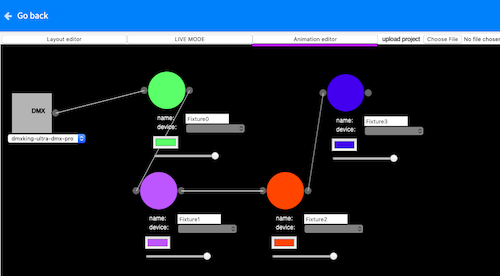 Go back
Layout editor
LIVE MODE
Animation editor
upload project
Choose File
No file chosen
DMX
dmxking-ultra-dmx-pro
name:
Fixture0
device:
name:
Fixture3
device:
name:
Fixture1
device:
name:
Fixture2
device: